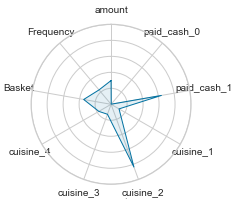 amount
Frequency
paid_cash_0
Basket
paid_cash_1
cuisine_4
cuisine_1
cuisine_3
cuisine_2